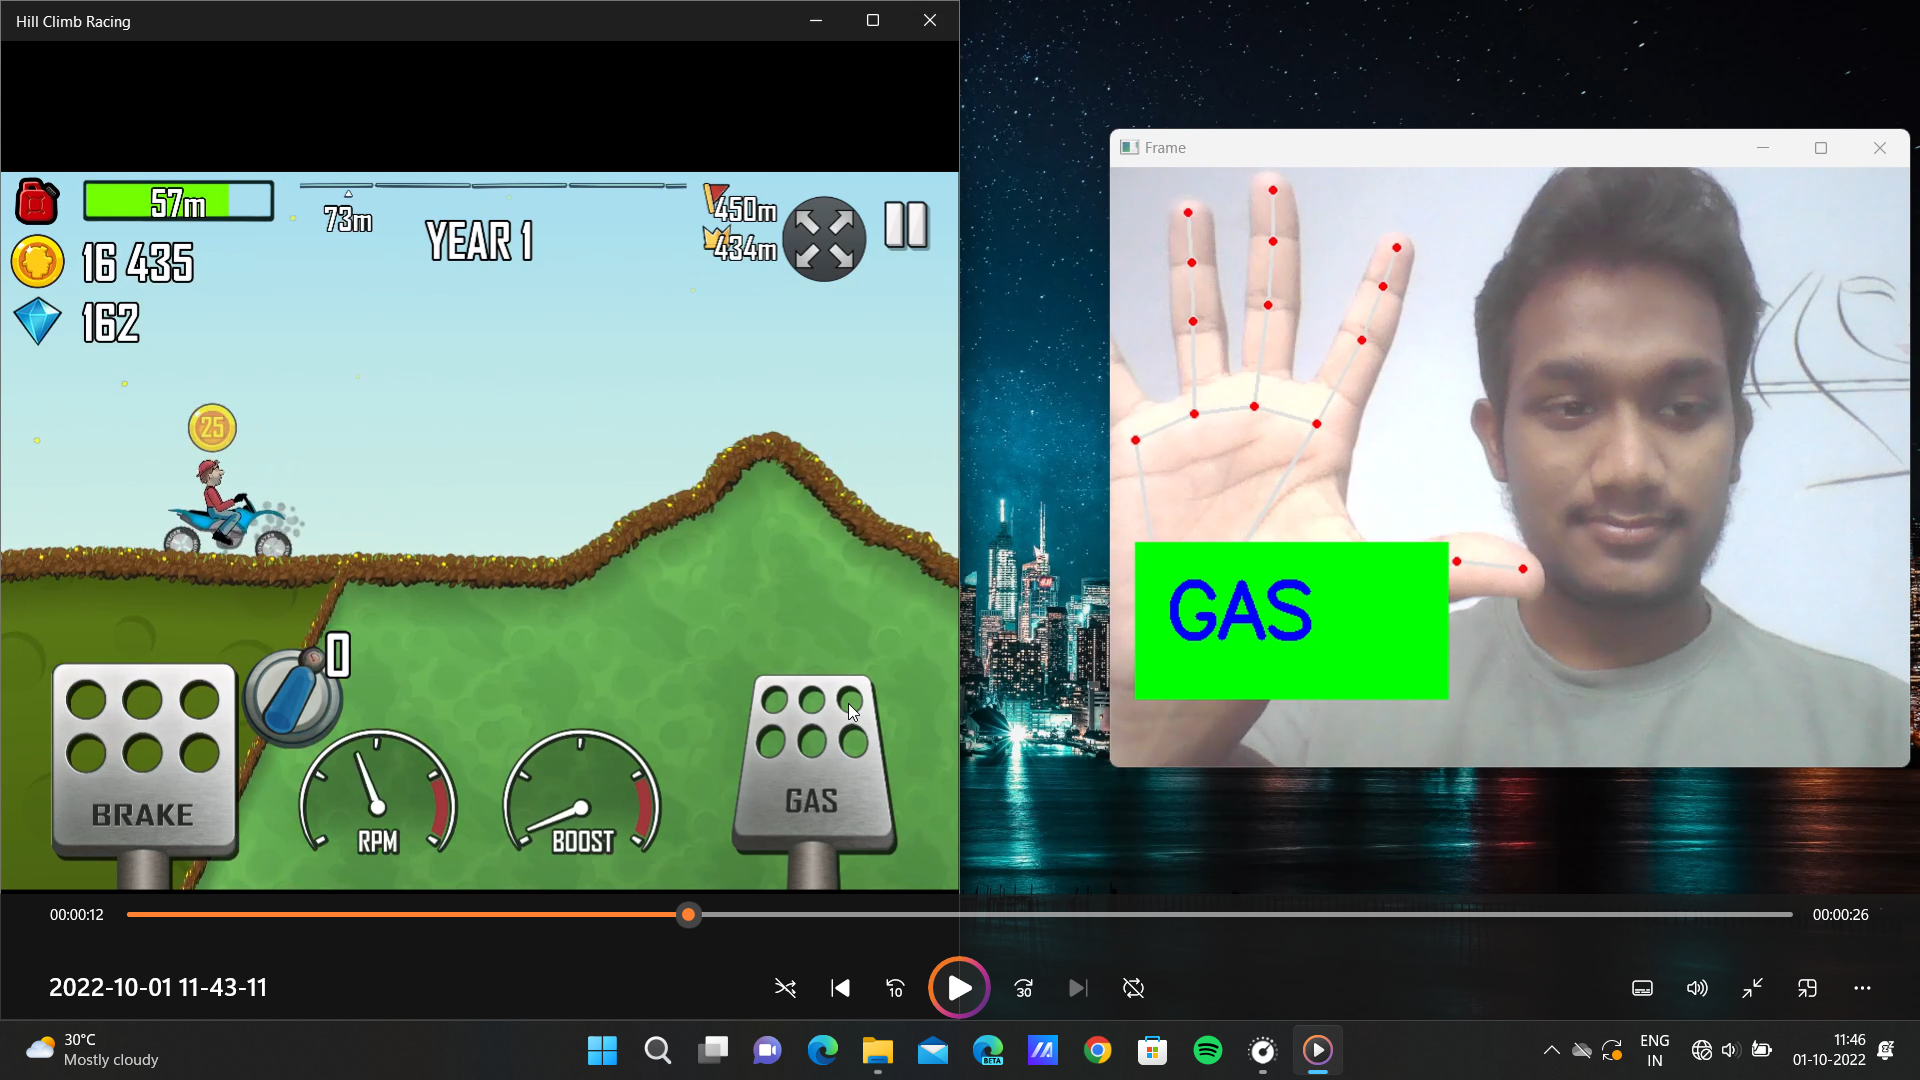 Hill Climb Racing
57m
73m
YEAR 1
450m
434m
16 435
162
25
0
BRAKE
RPM
BOOST
GAS
Frame
GAS
00:00:12
00:00:26
2022-10-01 11-43-11
10
30
30°C
Mostly cloudy
BETA
ENG
IN
11:46
01-10-2022